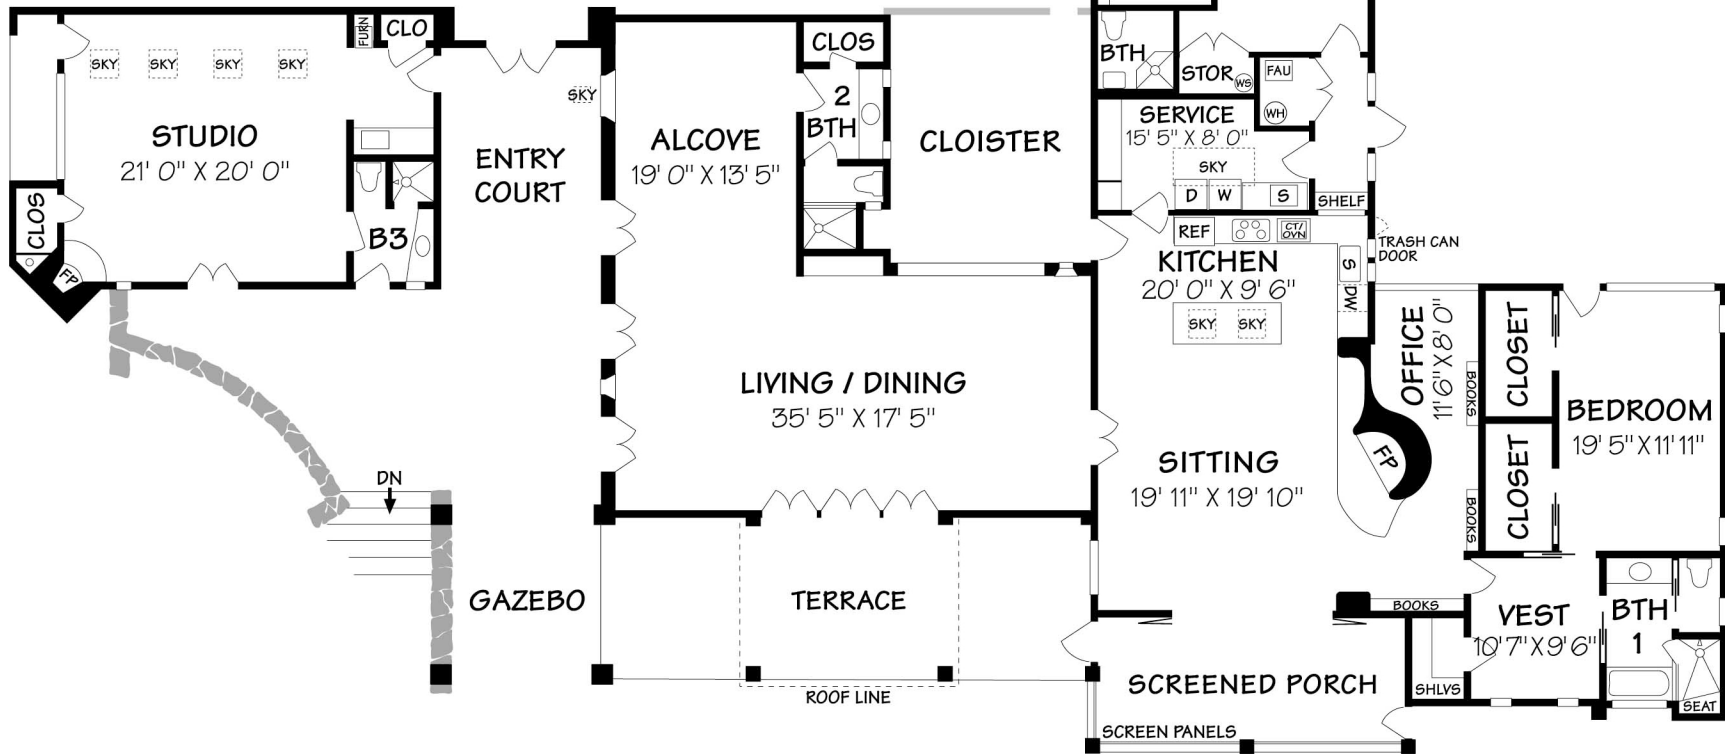 FURN
CLO
SKY
SKY
SKY
SKY
STUDIO
21' 0" X 20' 0"
CLOS
FP
B3
ENTRY
COURT
SKY
ALCOVE
19' 0" X 13' 5"
CLOS
2
BTH
CLOISTER
BTH
STOR
WS
FAU
WH
SERVICE
15' 5" X 8' 0"
SKY
D
W
S
SHELF
REF
CT/
OVN
KITCHEN
20' 0" X 9' 6"
S
DW
SKY
SKY
TRASH CAN
DOOR
OFFICE
11' 6" X 8' 0"
BOOKS
BOOKS
CLOSET
CLOSET
BEDROOM
19' 5" X 11' 11"
LIVING / DINING
35' 5" X 17' 5"
SITTING
19' 11" X 19' 10"
FP
DN
GAZEBO
TERRACE
ROOF LINE
BOOKS
VEST
10' 7" X 9' 6"
BTH
1
SHLVS
SEAT
SCREENED PORCH
SCREEN PANELS